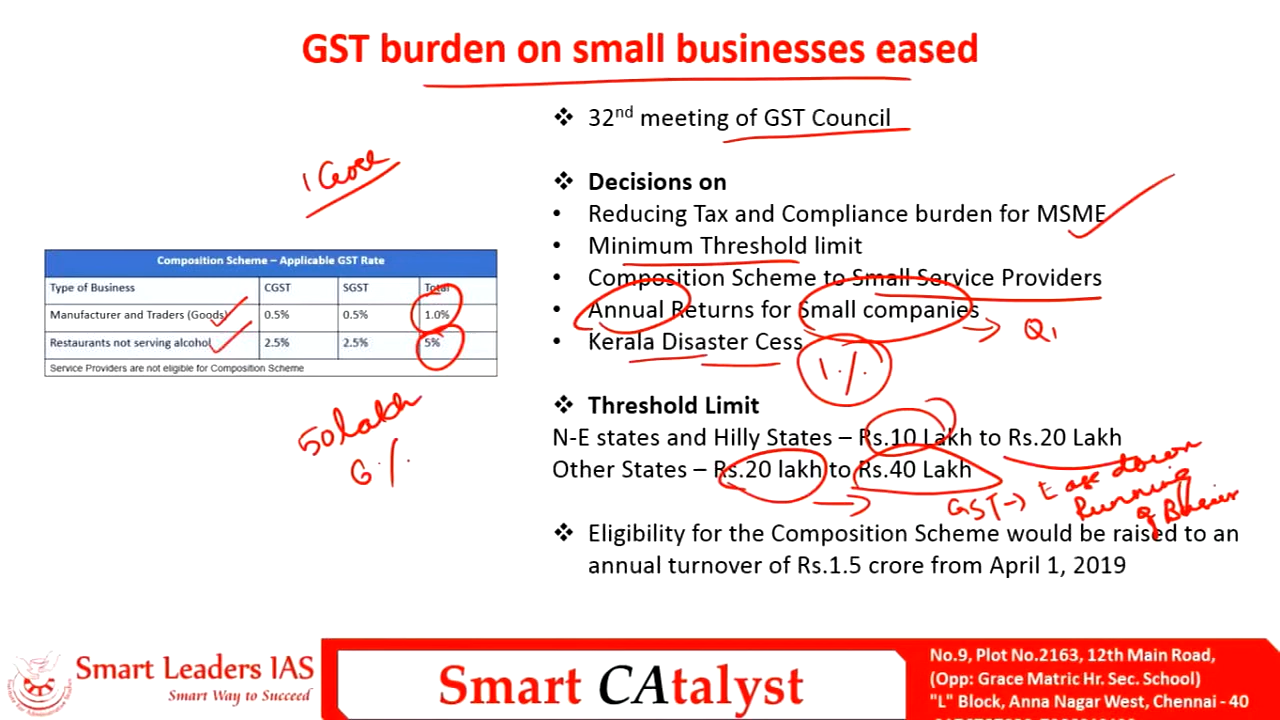 GST burden on small businesses eased
❖ 32nd meeting of GST Council
❖ Decisions on
• Reducing Tax and Compliance burden for MSME
• Minimum Threshold limit
• Composition Scheme to Small Service Providers
• Annual Returns for Small companies
• Kerala Disaster Cess
1 Crore
Composition Scheme – Applicable GST Rate
Type of Business CGST SGST Total
Manufacturer and Traders (Goods) 0.5% 0.5% 1.0%
Restaurants not serving alcohol 2.5% 2.5% 5%
Service Providers are not eligible for Composition Scheme
Q1
1%
50 lakh
6%
❖ Threshold Limit
N-E states and Hilly States – Rs.10 Lakh to Rs.20 Lakh
Other States – Rs.20 lakh to Rs.40 Lakh
GST→ down
Running
of
❖ Eligibility for the Composition Scheme would be raised to an
annual turnover of Rs.1.5 crore from April 1, 2019
Smart Leaders IAS
Smart Way to Succeed
Smart CAtalyst
No.9, Plot No.2163, 12th Main Road,
(Opp: Grace Matric Hr. Sec. School)
"L" Block, Anna Nagar West, Chennai - 40